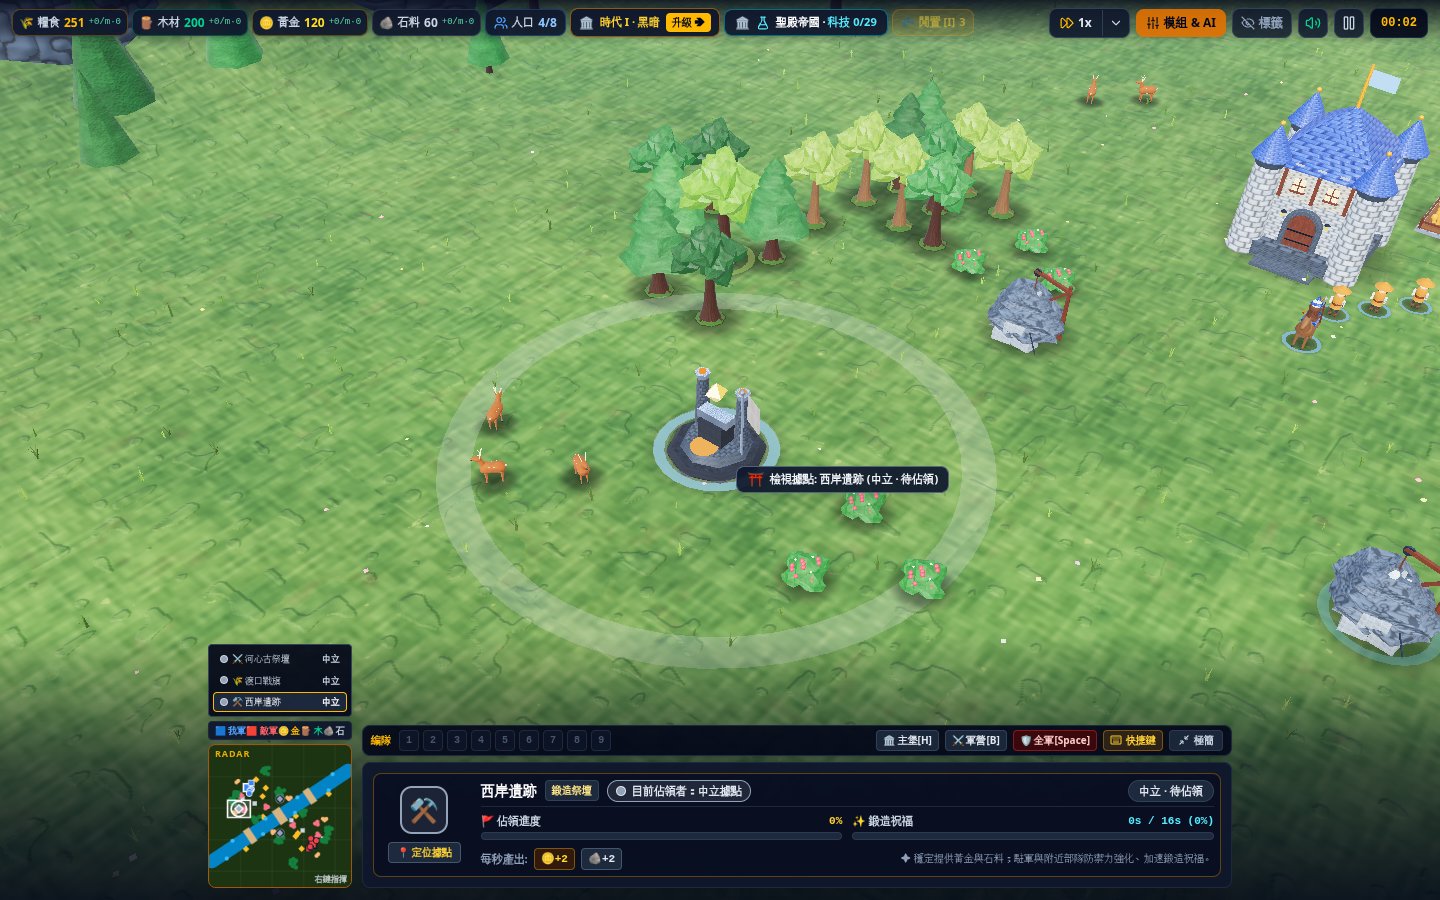 糧食 251 +0/m·0
木材 200 +0/m·0
黃金 120 +0/m·0
石料 60 +0/m·0
人口 4/8
時代 I · 黑暗 升級
聖殿帝國 · 科技 0/29
閒置 [I] 3
1x
模組 & AI
標籤
00:02
檢視據點: 西岸遺跡 (中立 · 待佔領)
河心古祭壇 中立
渡口戰旗 中立
西岸遺跡 中立
我軍 敵軍 金 木 石
RADAR
右鍵指揮
編隊 1 2 3 4 5 6 7 8 9
主堡[H]
軍營[B]
全軍[Space]
快捷鍵
極簡
西岸遺跡 鍛造祭壇 目前佔領者：中立據點
中立 · 待佔領
佔領進度 0%
鍛造祝福 0s / 16s (0%)
定位據點
每秒產出: +2 +2
穩定提供黃金與石料；駐軍與附近部隊防禦力強化、加速鍛造祝福。